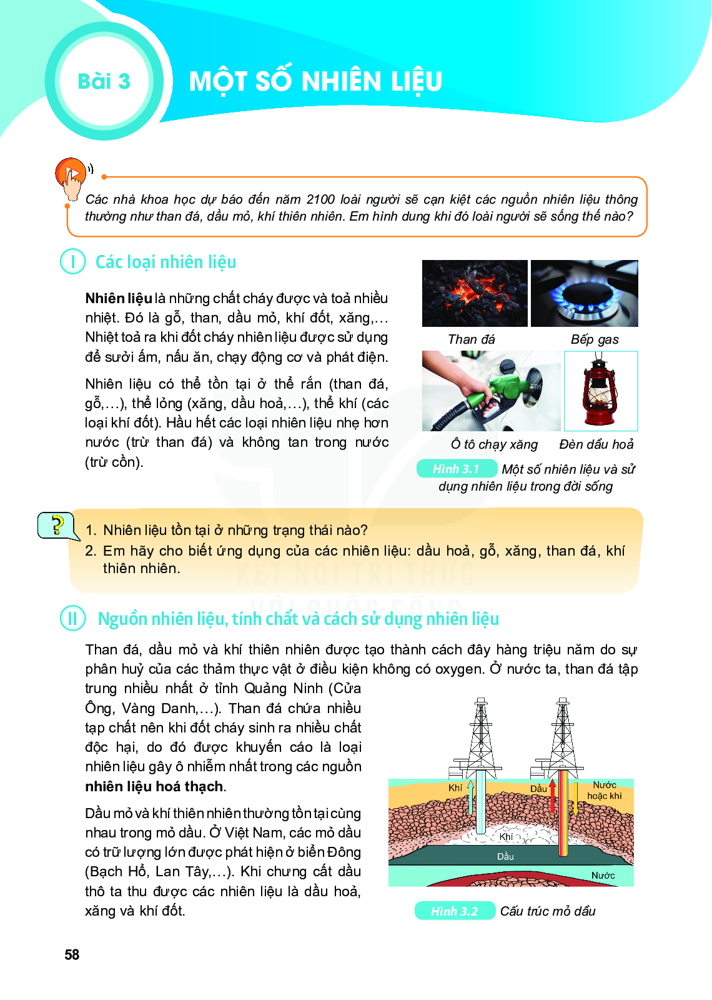 Bài 3
MỘT SỐ NHIÊN LIỆU
Các nhà khoa học dự báo đến năm 2100 loài người sẽ cạn kiệt các nguồn nhiên liệu thông
thường như than đá, dầu mỏ, khí thiên nhiên. Em hình dung khi đó loài người sẽ sống thế nào?
I Các loại nhiên liệu
Nhiên liệu là những chất cháy được và toả nhiều
nhiệt. Đó là gỗ, than, dầu mỏ, khí đốt, xăng,…
Nhiệt toả ra khi đốt cháy nhiên liệu được sử dụng
để sưởi ấm, nấu ăn, chạy động cơ và phát điện.
Nhiên liệu có thể tồn tại ở thể rắn (than đá,
gỗ,…), thể lỏng (xăng, dầu hoả,…), thể khí (các
loại khí đốt). Hầu hết các loại nhiên liệu nhẹ hơn
nước (trừ than đá) và không tan trong nước
(trừ cồn).
Than đá
Bếp gas
Ô tô chạy xăng
Đèn dầu hoả
Hình 3.1 Một số nhiên liệu và sử
dụng nhiên liệu trong đời sống
?
1. Nhiên liệu tồn tại ở những trạng thái nào?
2. Em hãy cho biết ứng dụng của các nhiên liệu: dầu hoả, gỗ, xăng, than đá, khí
thiên nhiên.
KẾT NỐI TRI THỨC
VỚI CUỘC SỐNG
II Nguồn nhiên liệu, tính chất và cách sử dụng nhiên liệu
Than đá, dầu mỏ và khí thiên nhiên được tạo thành cách đây hàng triệu năm do sự
phân huỷ của các thảm thực vật ở điều kiện không có oxygen. Ở nước ta, than đá tập
trung nhiều nhất ở tỉnh Quảng Ninh (Cửa
Ông, Vàng Danh,…). Than đá chứa nhiều
tạp chất nên khi đốt cháy sinh ra nhiều chất
độc hại, do đó được khuyến cáo là loại
nhiên liệu gây ô nhiễm nhất trong các nguồn
nhiên liệu hoá thạch.
Dầu mỏ và khí thiên nhiên thường tồn tại cùng
nhau trong mỏ dầu. Ở Việt Nam, các mỏ dầu
có trữ lượng lớn được phát hiện ở biển Đông
(Bạch Hổ, Lan Tây,…). Khi chưng cất dầu
thô ta thu được các nhiên liệu là dầu hoả,
xăng và khí đốt.
Khí
Dầu
Nước
hoặc khí
Khí
Dầu
Nước
Hình 3.2 Cấu trúc mỏ dầu
58